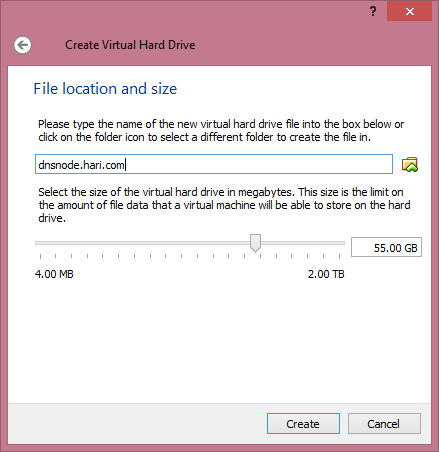 ?
Create Virtual Hard Drive
File location and size
Please type the name of the new virtual hard drive file into the box below or
click on the folder icon to select a different folder to create the file in.
dnsnode.hari.com
Select the size of the virtual hard drive in megabytes. This size is the limit on
the amount of file data that a virtual machine will be able to store on the hard
drive.
55.00 GB
4.00 MB 2.00 TB
Create Cancel